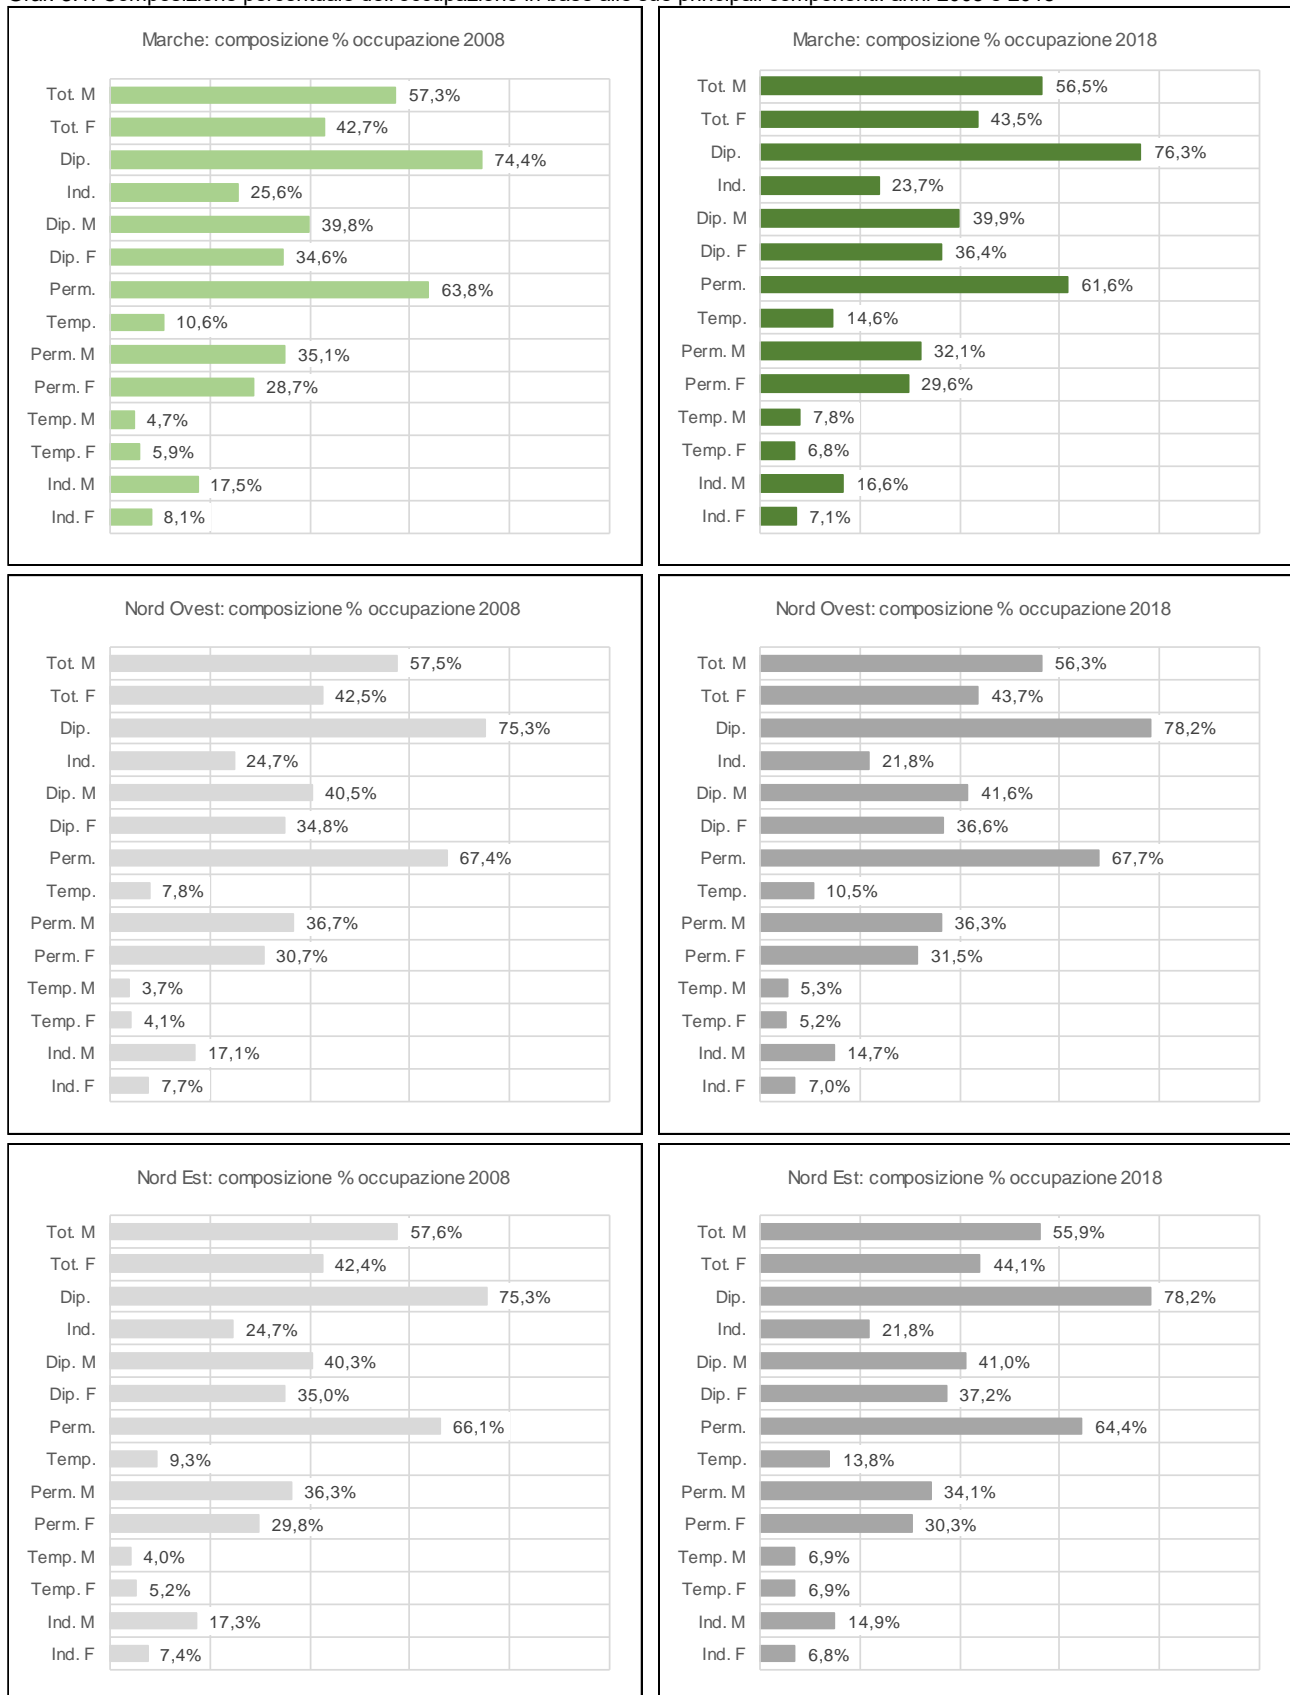 Marche: composizione % occupazione 2008
Tot. M 57,3%
Tot. F 42,7%
Dip. 74,4%
Ind. 25,6%
Dip. M 39,8%
Dip. F 34,6%
Perm. 63,8%
Temp. 10,6%
Perm. M 35,1%
Perm. F 28,7%
Temp. M 4,7%
Temp. F 5,9%
Ind. M 17,5%
Ind. F 8,1%
Marche: composizione % occupazione 2018
Tot. M 56,5%
Tot. F 43,5%
Dip. 76,3%
Ind. 23,7%
Dip. M 39,9%
Dip. F 36,4%
Perm. 61,6%
Temp. 14,6%
Perm. M 32,1%
Perm. F 29,6%
Temp. M 7,8%
Temp. F 6,8%
Ind. M 16,6%
Ind. F 7,1%
Nord Ovest: composizione % occupazione 2008
Tot. M 57,5%
Tot. F 42,5%
Dip. 75,3%
Ind. 24,7%
Dip. M 40,5%
Dip. F 34,8%
Perm. 67,4%
Temp. 7,8%
Perm. M 36,7%
Perm. F 30,7%
Temp. M 3,7%
Temp. F 4,1%
Ind. M 17,1%
Ind. F 7,7%
Nord Ovest: composizione % occupazione 2018
Tot. M 56,3%
Tot. F 43,7%
Dip. 78,2%
Ind. 21,8%
Dip. M 41,6%
Dip. F 36,6%
Perm. 67,7%
Temp. 10,5%
Perm. M 36,3%
Perm. F 31,5%
Temp. M 5,3%
Temp. F 5,2%
Ind. M 14,7%
Ind. F 7,0%
Nord Est: composizione % occupazione 2008
Tot. M 57,6%
Tot. F 42,4%
Dip. 75,3%
Ind. 24,7%
Dip. M 40,3%
Dip. F 35,0%
Perm. 66,1%
Temp. 9,3%
Perm. M 36,3%
Perm. F 29,8%
Temp. M 4,0%
Temp. F 5,2%
Ind. M 17,3%
Ind. F 7,4%
Nord Est: composizione % occupazione 2018
Tot. M 55,9%
Tot. F 44,1%
Dip. 78,2%
Ind. 21,8%
Dip. M 41,0%
Dip. F 37,2%
Perm. 64,4%
Temp. 13,8%
Perm. M 34,1%
Perm. F 30,3%
Temp. M 6,9%
Temp. F 6,9%
Ind. M 14,9%
Ind. F 6,8%